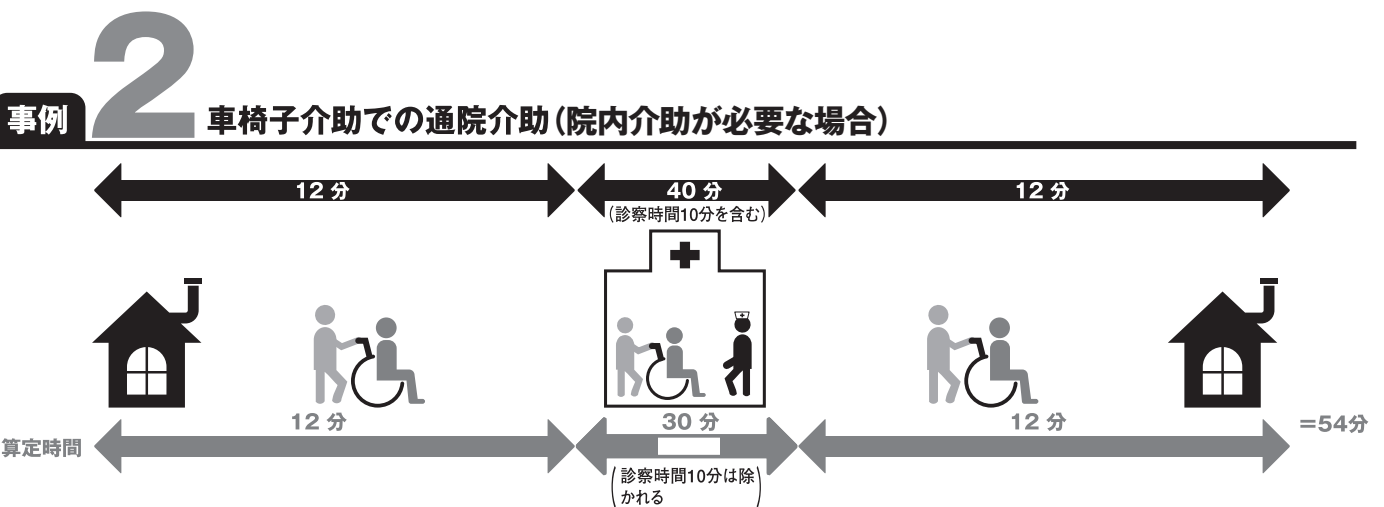 事例
2
車椅子介助での通院介助(院内介助が必要な場合)
12分
40分
12分
(診察時間10分を含む)
12分
30分
12分
=54分
算定時間
(診察時間10分は除
かれる